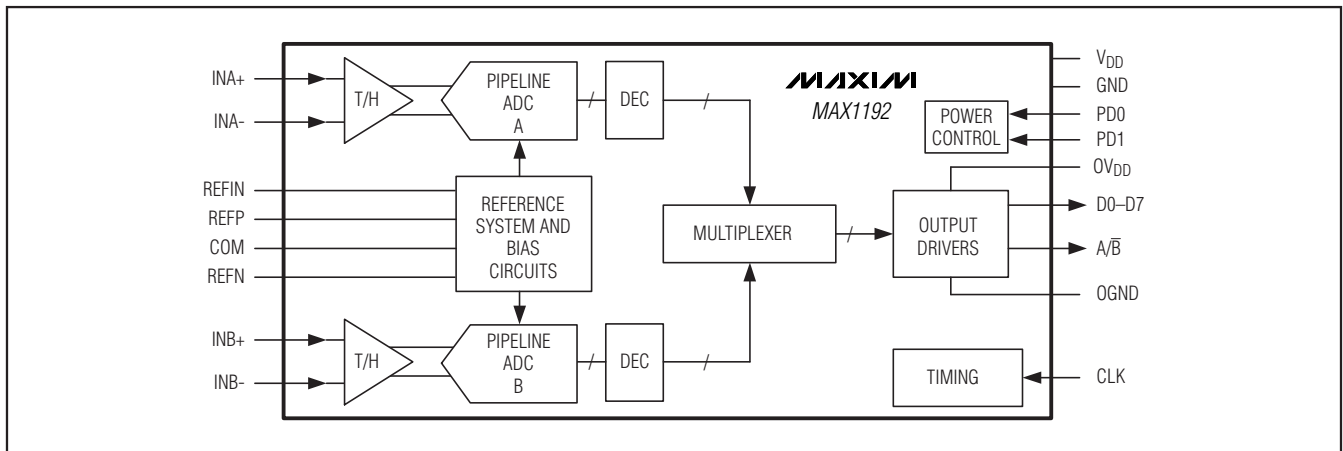 INA+
INA-
T/H
PIPELINE
ADC
A
DEC
MAXIM
MAX1192
POWER
CONTROL
VDD
GND
PD0
PD1
OVDD
REFIN
REFP
COM
REFN
REFERENCE
SYSTEM AND
BIAS
CIRCUITS
MULTIPLEXER
OUTPUT
DRIVERS
D0–D7
A/B̅
OGND
INB+
INB-
T/H
PIPELINE
ADC
B
DEC
TIMING
CLK